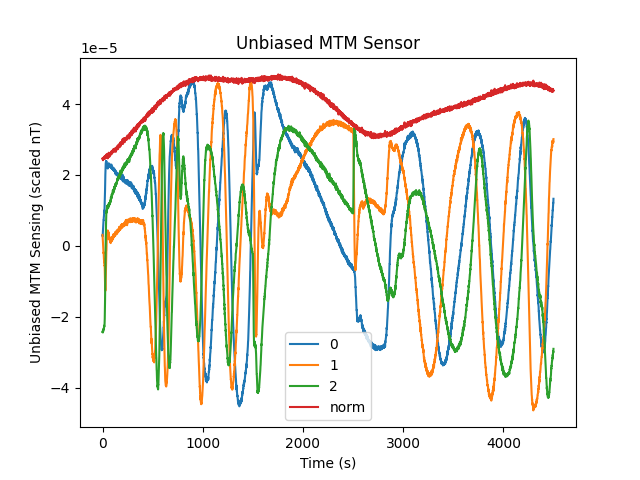 Unbiased MTM Sensor
1e−5
Unbiased MTM Sensing (scaled nT)
4
2
0
−2
−4
0
1000
2000
3000
4000
Time (s)
0
1
2
norm